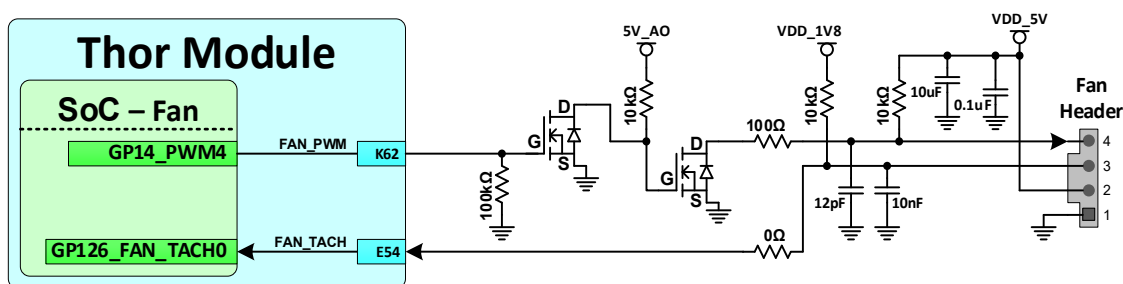 Thor Module
SoC – Fan
GP14_PWM4
FAN_PWM
K62
GP126_FAN_TACH0
FAN_TACH
E54
100kΩ
D
G
S
5V_AO
10kΩ
D
G
S
100Ω
VDD_1V8
10kΩ
10kΩ
VDD_5V
10uF
0.1uF
12pF
10nF
0Ω
Fan
Header
4
3
2
1